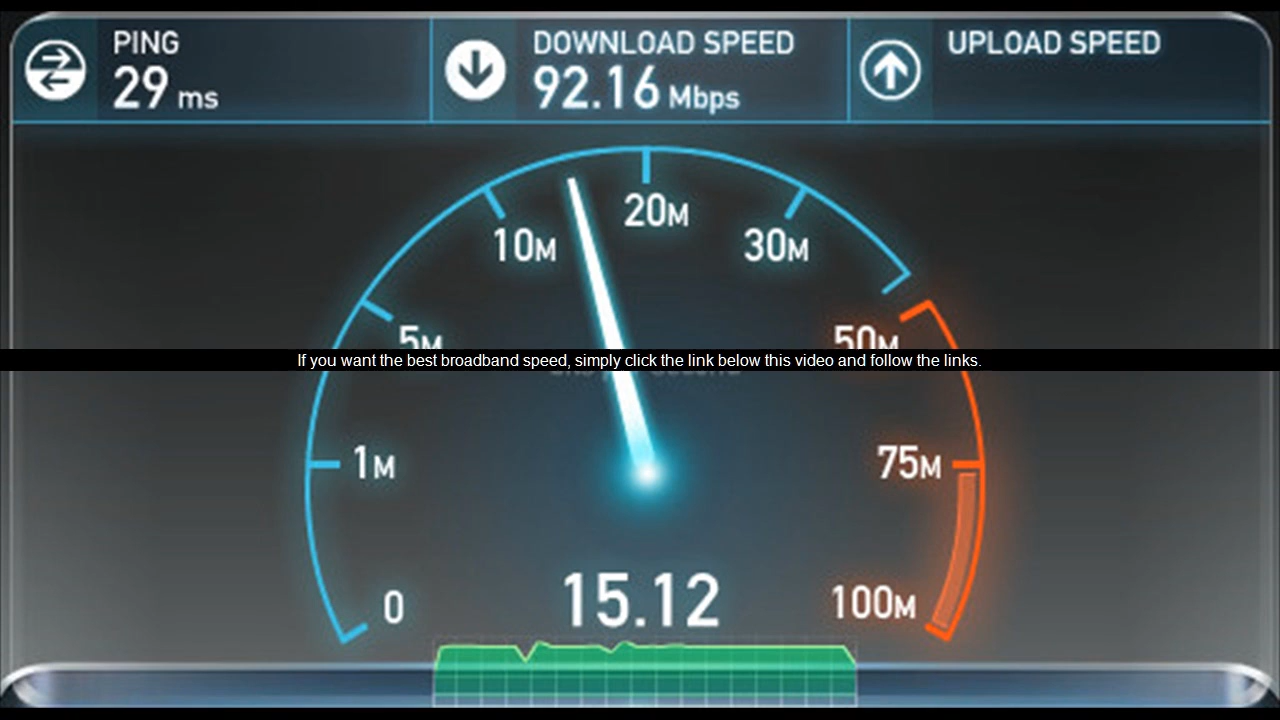 PING
29 ms
DOWNLOAD SPEED
92.16 Mbps
UPLOAD SPEED
20M
10M
30M
5M
50M
If you want the best broadband speed, simply click the link below this video and follow the links.
1M
75M
0
15.12
100M